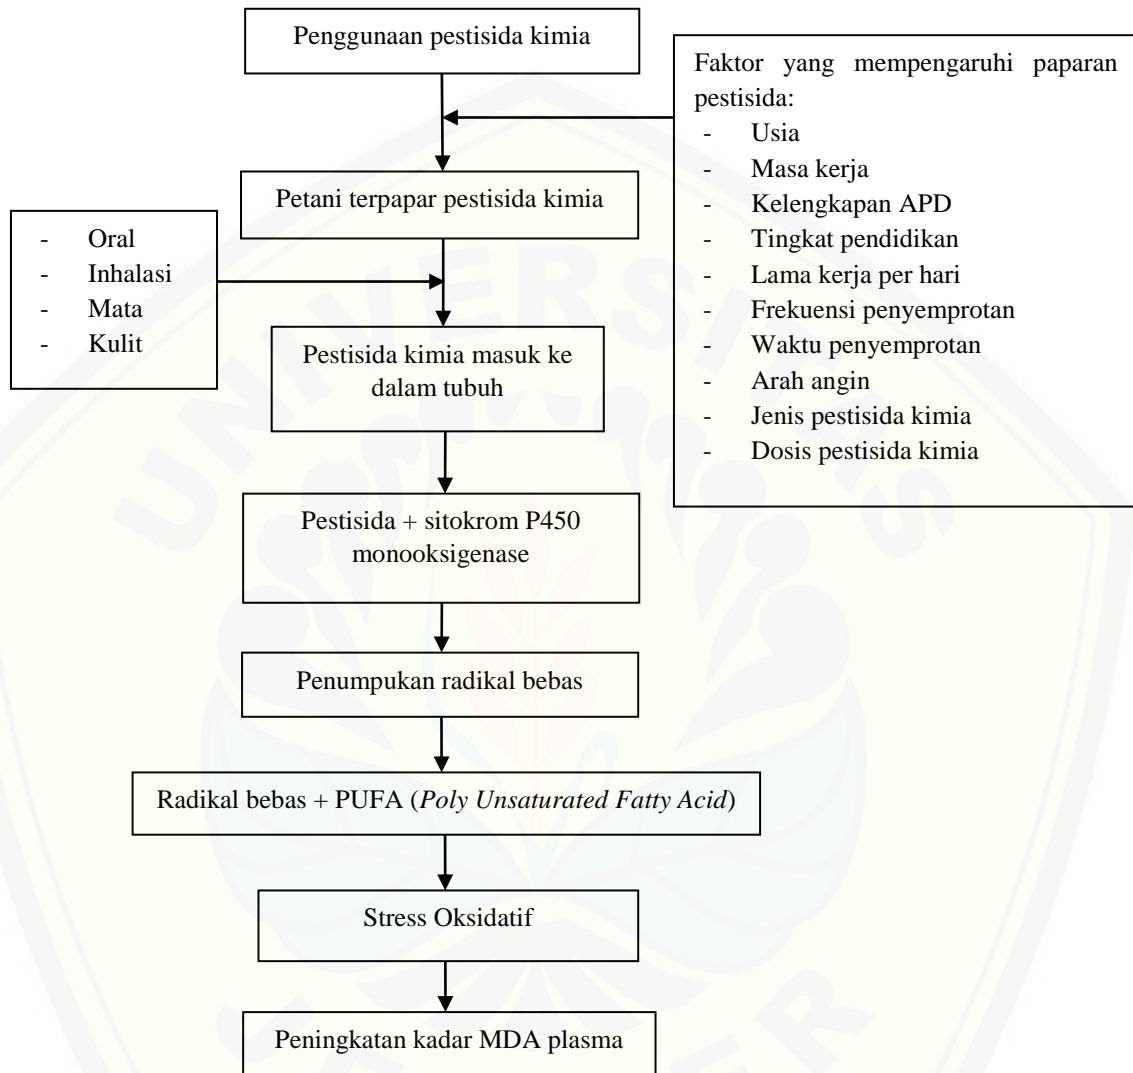 Penggunaan pestisida kimia
Faktor yang mempengaruhi paparan
pestisida:
- Usia
- Masa kerja
- Kelengkapan APD
- Tingkat pendidikan
- Lama kerja per hari
- Frekuensi penyemprotan
- Waktu penyemprotan
- Arah angin
- Jenis pestisida kimia
- Dosis pestisida kimia
Petani terpapar pestisida kimia
- Oral
- Inhalasi
- Mata
- Kulit
Pestisida kimia masuk ke
dalam tubuh
Pestisida + sitokrom P450
monooksigenase
Penumpukan radikal bebas
Radikal bebas + PUFA (Poly Unsaturated Fatty Acid)
Stress Oksidatif
Peningkatan kadar MDA plasma
UNIVERSITAS